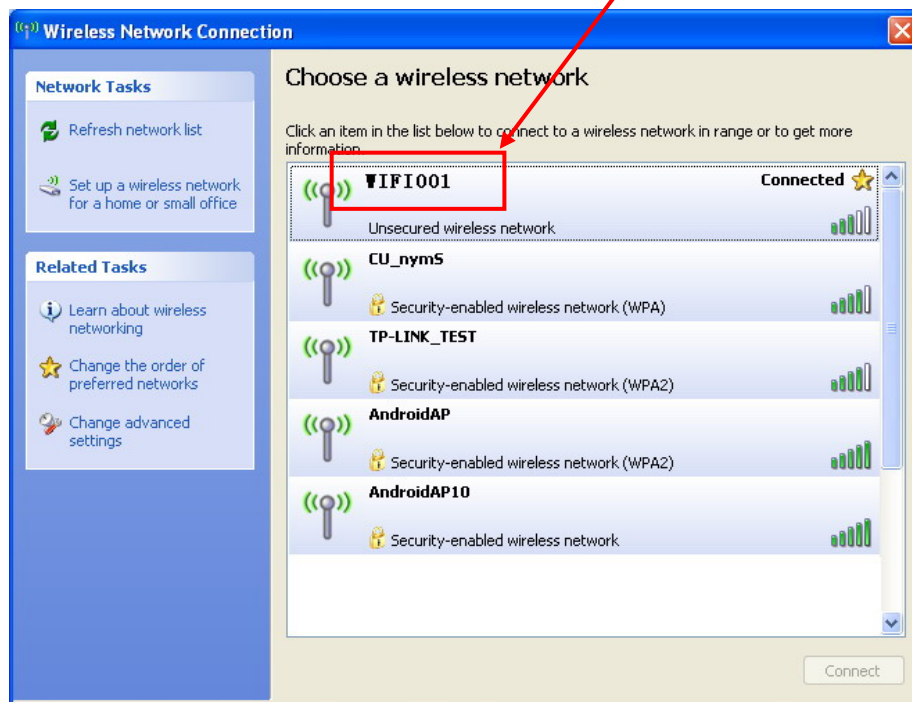 Wireless Network Connection
Network Tasks
Refresh network list
Set up a wireless network
for a home or small office
Related Tasks
Learn about wireless
networking
Change the order of
preferred networks
Change advanced
settings
Choose a wireless network
Click an item in the list below to connect to a wireless network in range or to get more
information.
WIFI001
Connected
Unsecured wireless network
CU_nymS
Security-enabled wireless network (WPA)
TP-LINK_TEST
Security-enabled wireless network (WPA2)
AndroidAP
Security-enabled wireless network (WPA2)
AndroidAP10
Security-enabled wireless network
Connect